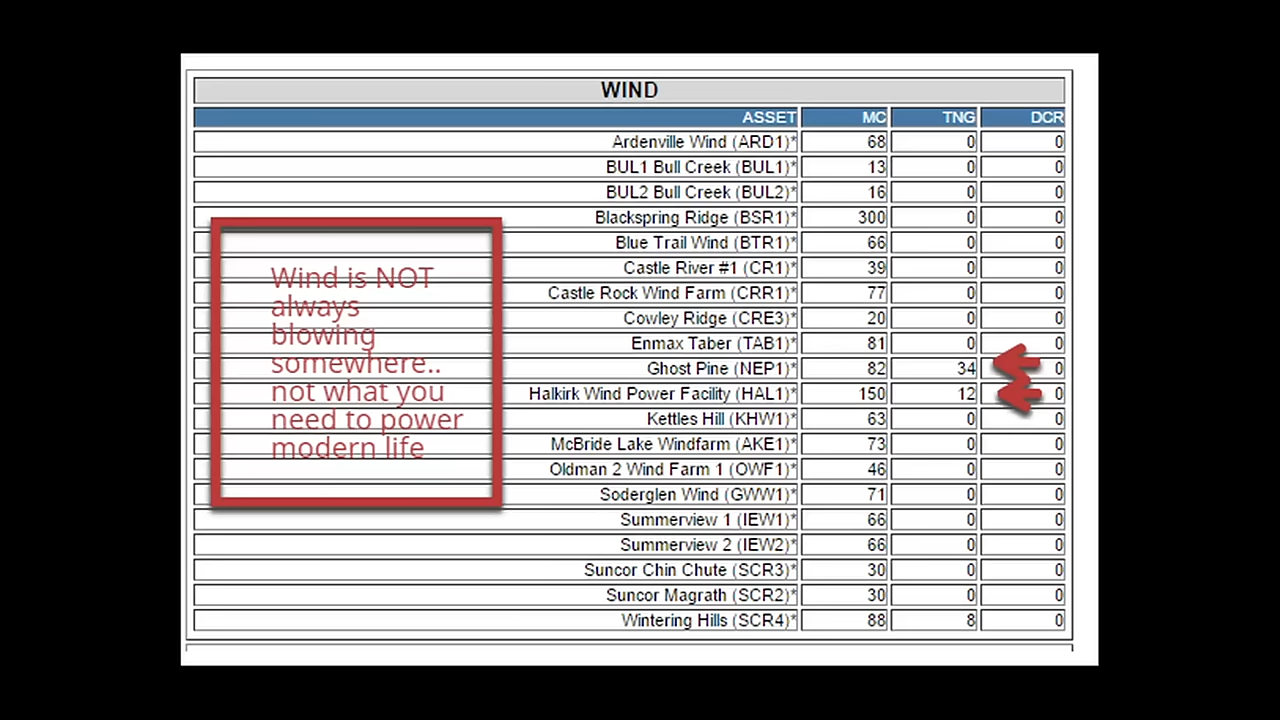 WIND
ASSET MC TNG DCR
Ardenville Wind (ARD1)* 68 0 0
BUL1 Bull Creek (BUL1)* 13 0 0
BUL2 Bull Creek (BUL2)* 16 0 0
Blackspring Ridge (BSR1)* 300 0 0
Blue Trail Wind (BTR1)* 66 0 0
Castle River #1 (CR1)* 39 0 0
Castle Rock Wind Farm (CRR1)* 77 0 0
Cowley Ridge (CRE3)* 20 0 0
Enmax Taber (TAB1)* 81 0 0
Ghost Pine (NEP1)* 82 34 0
Halkirk Wind Power Facility (HAL1)* 150 12 0
Kettles Hill (KHW1)* 63 0 0
McBride Lake Windfarm (AKE1)* 73 0 0
Oldman 2 Wind Farm 1 (OWF1)* 46 0 0
Soderglen Wind (GWW1)* 71 0 0
Summerview 1 (IEW1)* 66 0 0
Summerview 2 (IEW2)* 66 0 0
Suncor Chin Chute (SCR3)* 30 0 0
Suncor Magrath (SCR2)* 30 0 0
Wintering Hills (SCR4)* 88 8 0
Wind is NOT
always
blowing
somewhere..
not what you
need to power
modern life